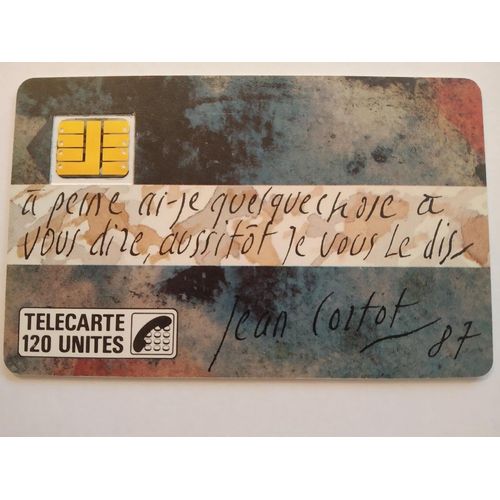 à peine ai-je quelque chose à
vous dire, aussitôt je vous le dis
TELECARTE
120 UNITES
Jean Cortot
87